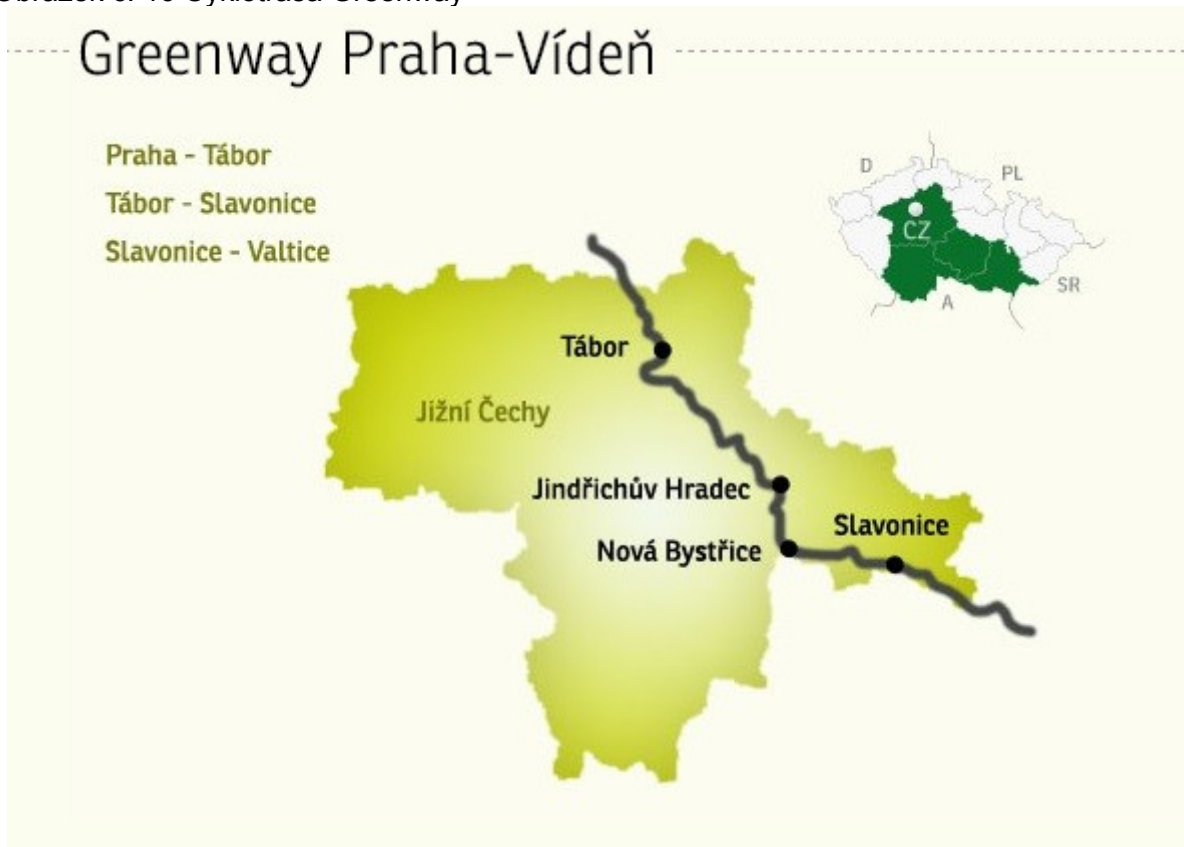 Greenway Praha-Vídeň
Praha - Tábor
Tábor - Slavonice
Slavonice - Valtice
D
PL
CZ
SR
A
Tábor
Jižní Čechy
Jindřichův Hradec
Slavonice
Nová Bystřice